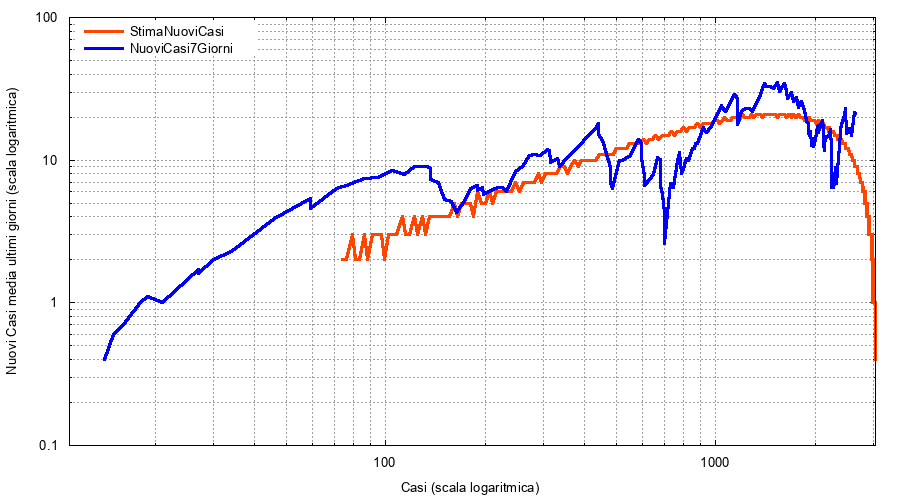 100
StimaNuoviCasi
NuoviCasi7Giorni
10
1
0.1
Nuovi Casi media ultimi giorni (scala logaritmica)
100
1000
Casi (scala logaritmica)